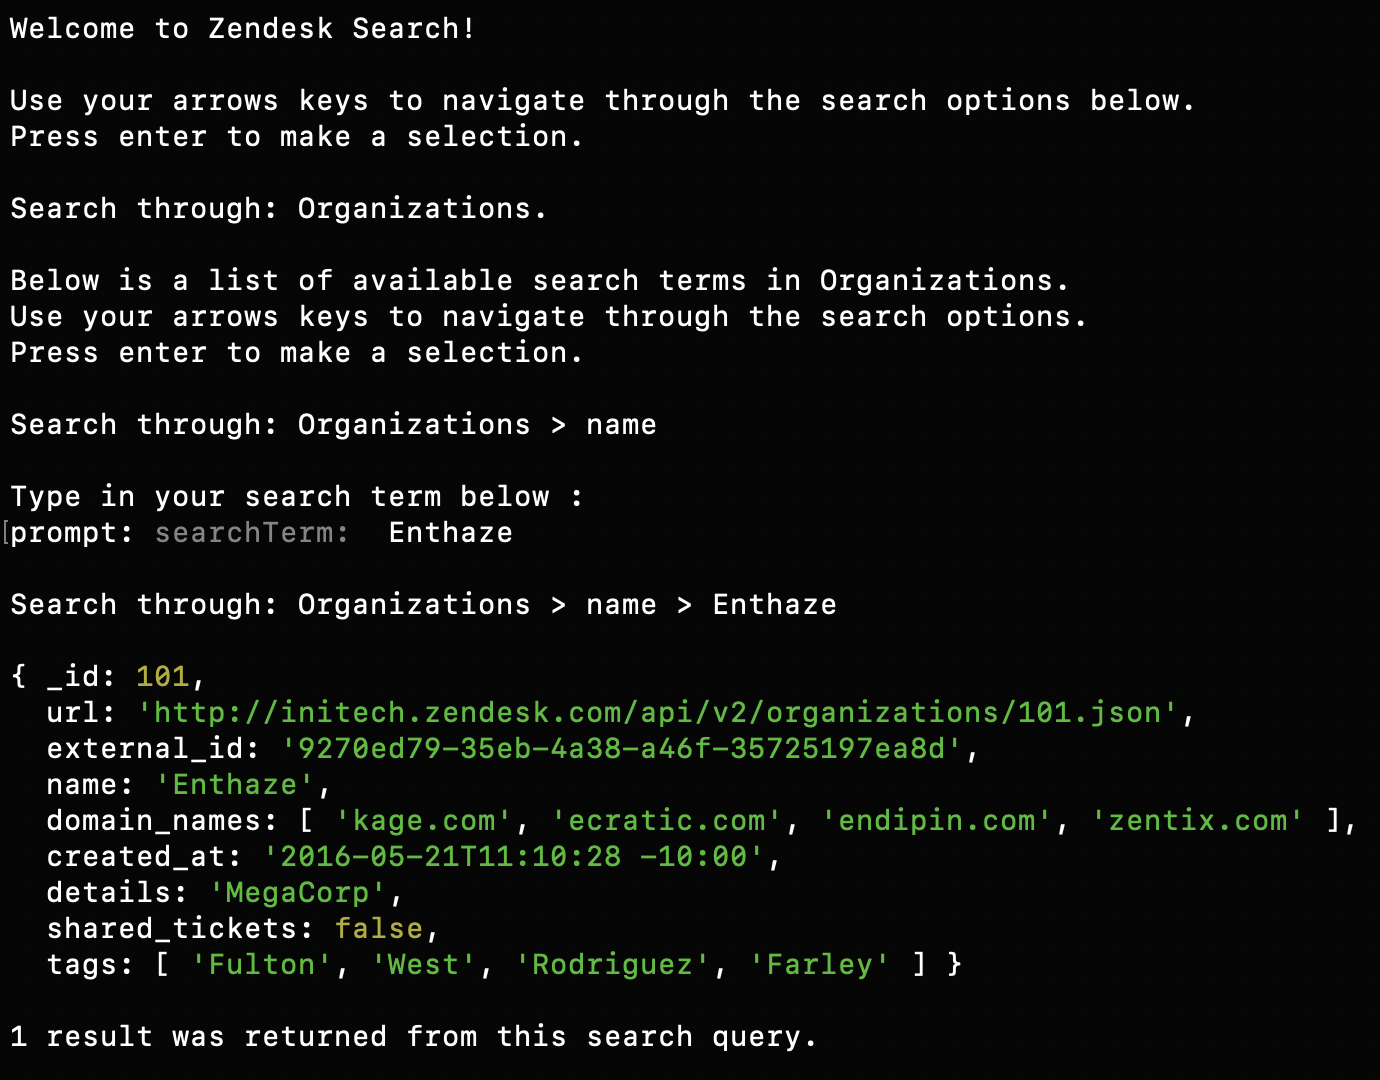 Welcome to Zendesk Search!
Use your arrows keys to navigate through the search options below.
Press enter to make a selection.
Search through: Organizations.
Below is a list of available search terms in Organizations.
Use your arrows keys to navigate through the search options.
Press enter to make a selection.
Search through: Organizations > name
Type in your search term below :
[prompt: searchTerm:  Enthaze
Search through: Organizations > name > Enthaze
{ _id: 101,
  url: 'http://initech.zendesk.com/api/v2/organizations/101.json',
  external_id: '9270ed79-35eb-4a38-a46f-35725197ea8d',
  name: 'Enthaze',
  domain_names: [ 'kage.com', 'ecratic.com', 'endipin.com', 'zentix.com' ],
  created_at: '2016-05-21T11:10:28 -10:00',
  details: 'MegaCorp',
  shared_tickets: false,
  tags: [ 'Fulton', 'West', 'Rodriguez', 'Farley' ] }
1 result was returned from this search query.